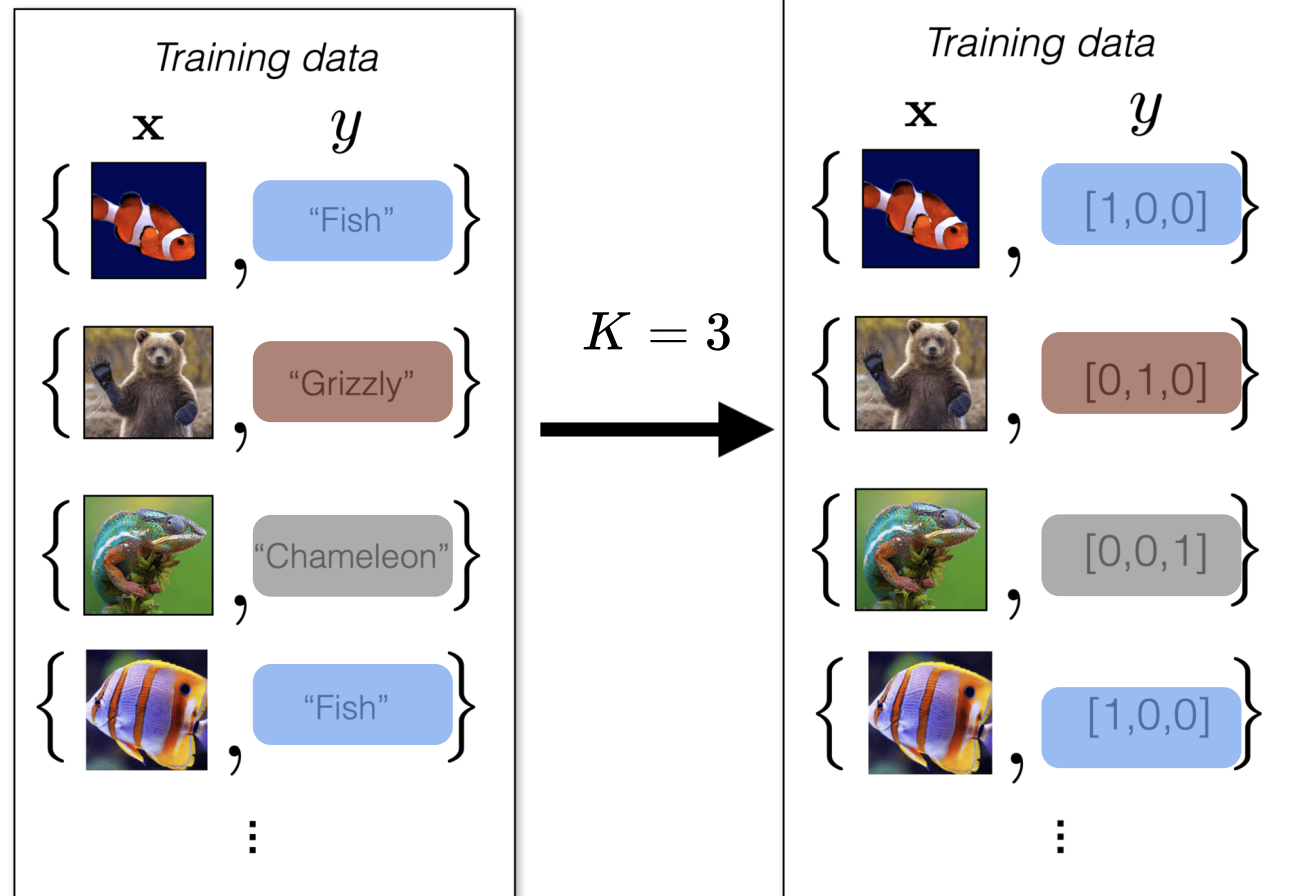 Training data
x y
{ , “Fish” }
{ , “Grizzly” }
{ , “Chameleon” }
{ , “Fish” }
⋮
K = 3
Training data
x y
{ , [1,0,0] }
{ , [0,1,0] }
{ , [0,0,1] }
{ , [1,0,0] }
⋮